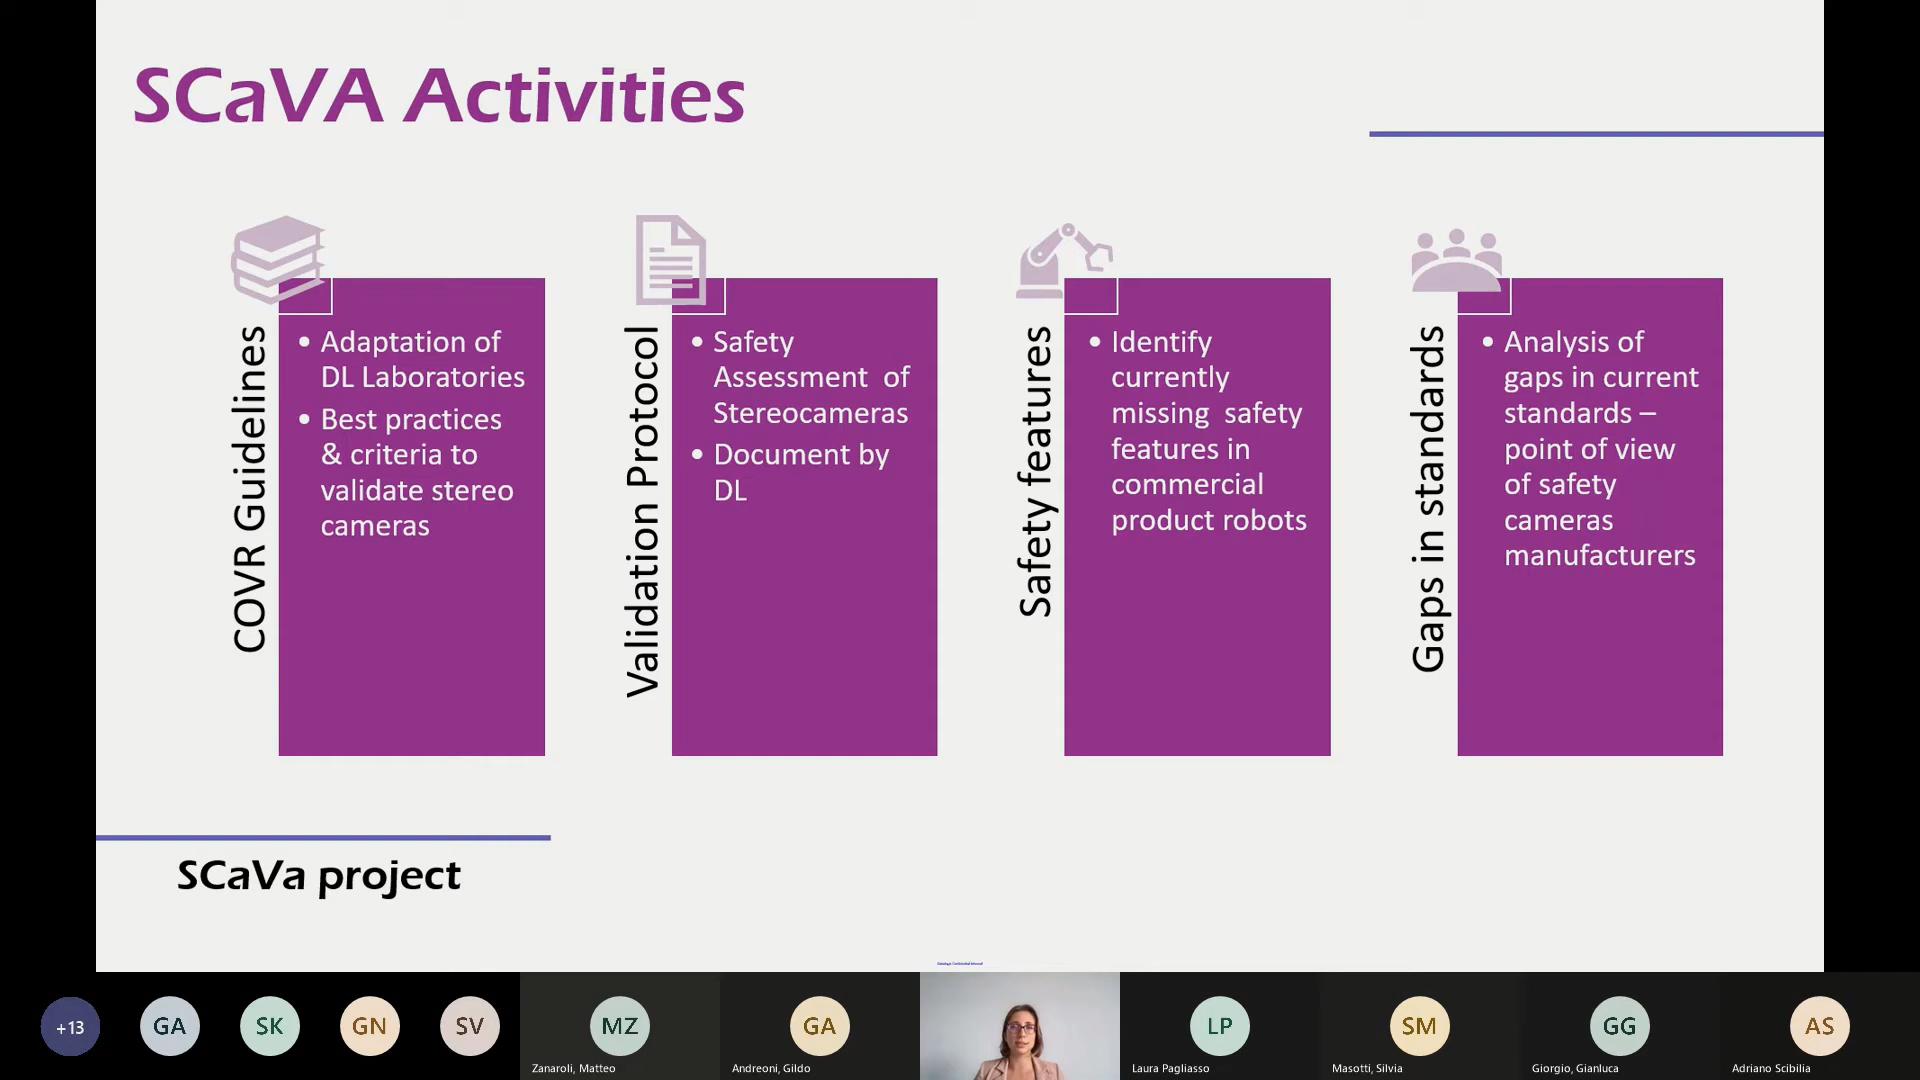 SCaVA Activities
COVR Guidelines
• Adaptation of
DL Laboratories
• Best practices
& criteria to
validate stereo
cameras
Validation Protocol
• Safety
Assessment of
Stereocameras
• Document by
DL
Safety features
• Identify
currently
missing safety
features in
commercial
product robots
Gaps in standards
• Analysis of
gaps in current
standards –
point of view
of safety
cameras
manufacturers
SCaVa project
+13
GA
SK
GN
SV
MZ
Zanaroli, Matteo
GA
Andreoni, Gildo
LP
Laura Pagliasso
SM
Masotti, Silvia
GG
Giorgio, Gianluca
AS
Adriano Scibilia